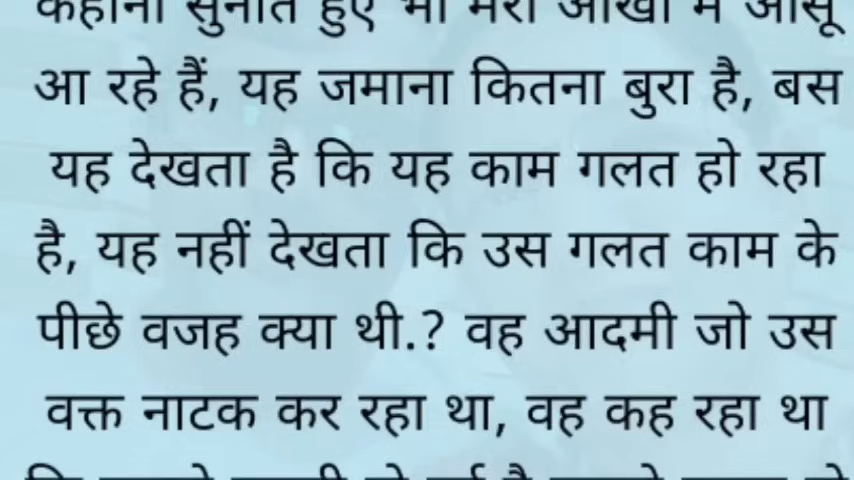 कहानी सुनाते हुए भी मेरी आंखों में आंसू
आ रहे हैं, यह जमाना कितना बुरा है, बस
यह देखता है कि यह काम गलत हो रहा
है, यह नहीं देखता कि उस गलत काम के
पीछे वजह क्या थी.? वह आदमी जो उस
वक्त नाटक कर रहा था, वह कह रहा था